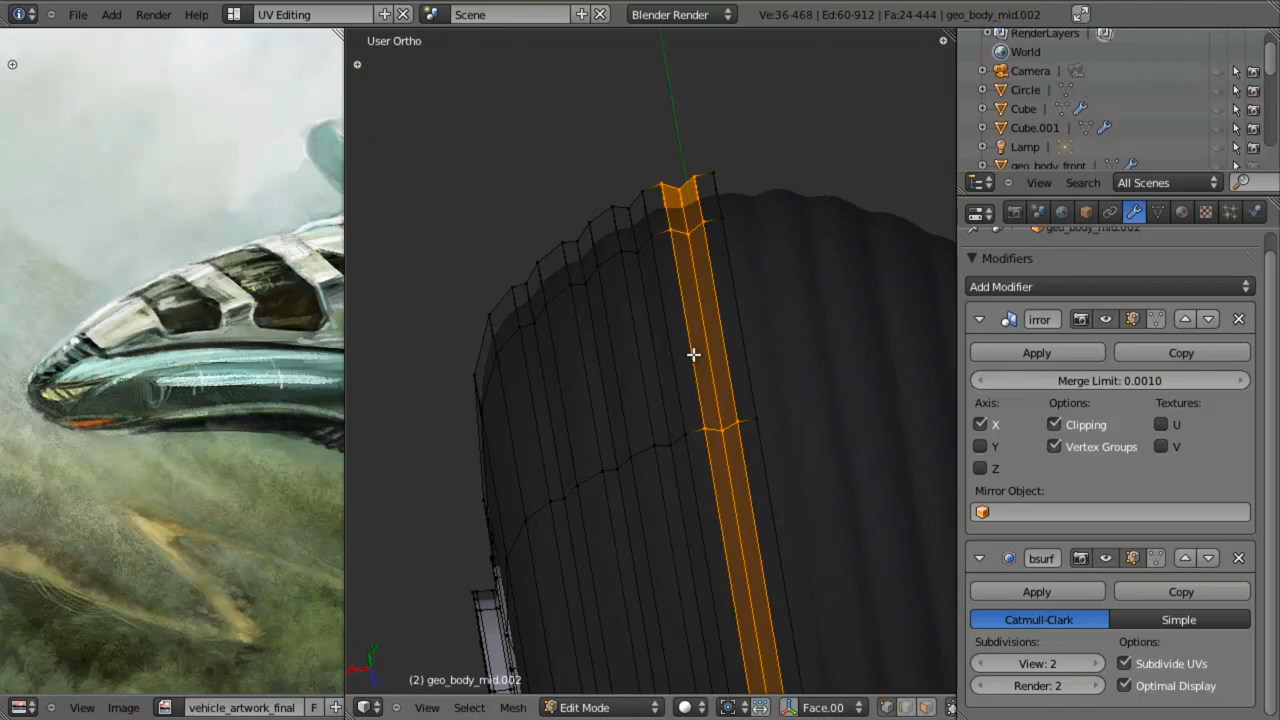 File Add Render Help UV Editing Scene Blender Render Ve:36-468 | Ed:60-912 | Fa:24-444 | geo_body_mid.002
User Ortho
RenderLayers |
World
Camera |
Circle |
Cube |
Cube.001 |
Lamp |
geo_body_front |
View Search All Scenes
geo_body_mid.002
Modifiers
Add Modifier
irror
Apply Copy
Merge Limit: 0.0010
Axis: Options: Textures:
X Clipping U
Y Vertex Groups V
Z
Mirror Object:
bsurf
Apply Copy
Catmull-Clark Simple
Subdivisions: Options:
View: 2 Subdivide UVs
Render: 2 Optimal Display
(2) geo_body_mid.002
View Image vehicle_artwork_final F View Select Mesh Edit Mode Face.00